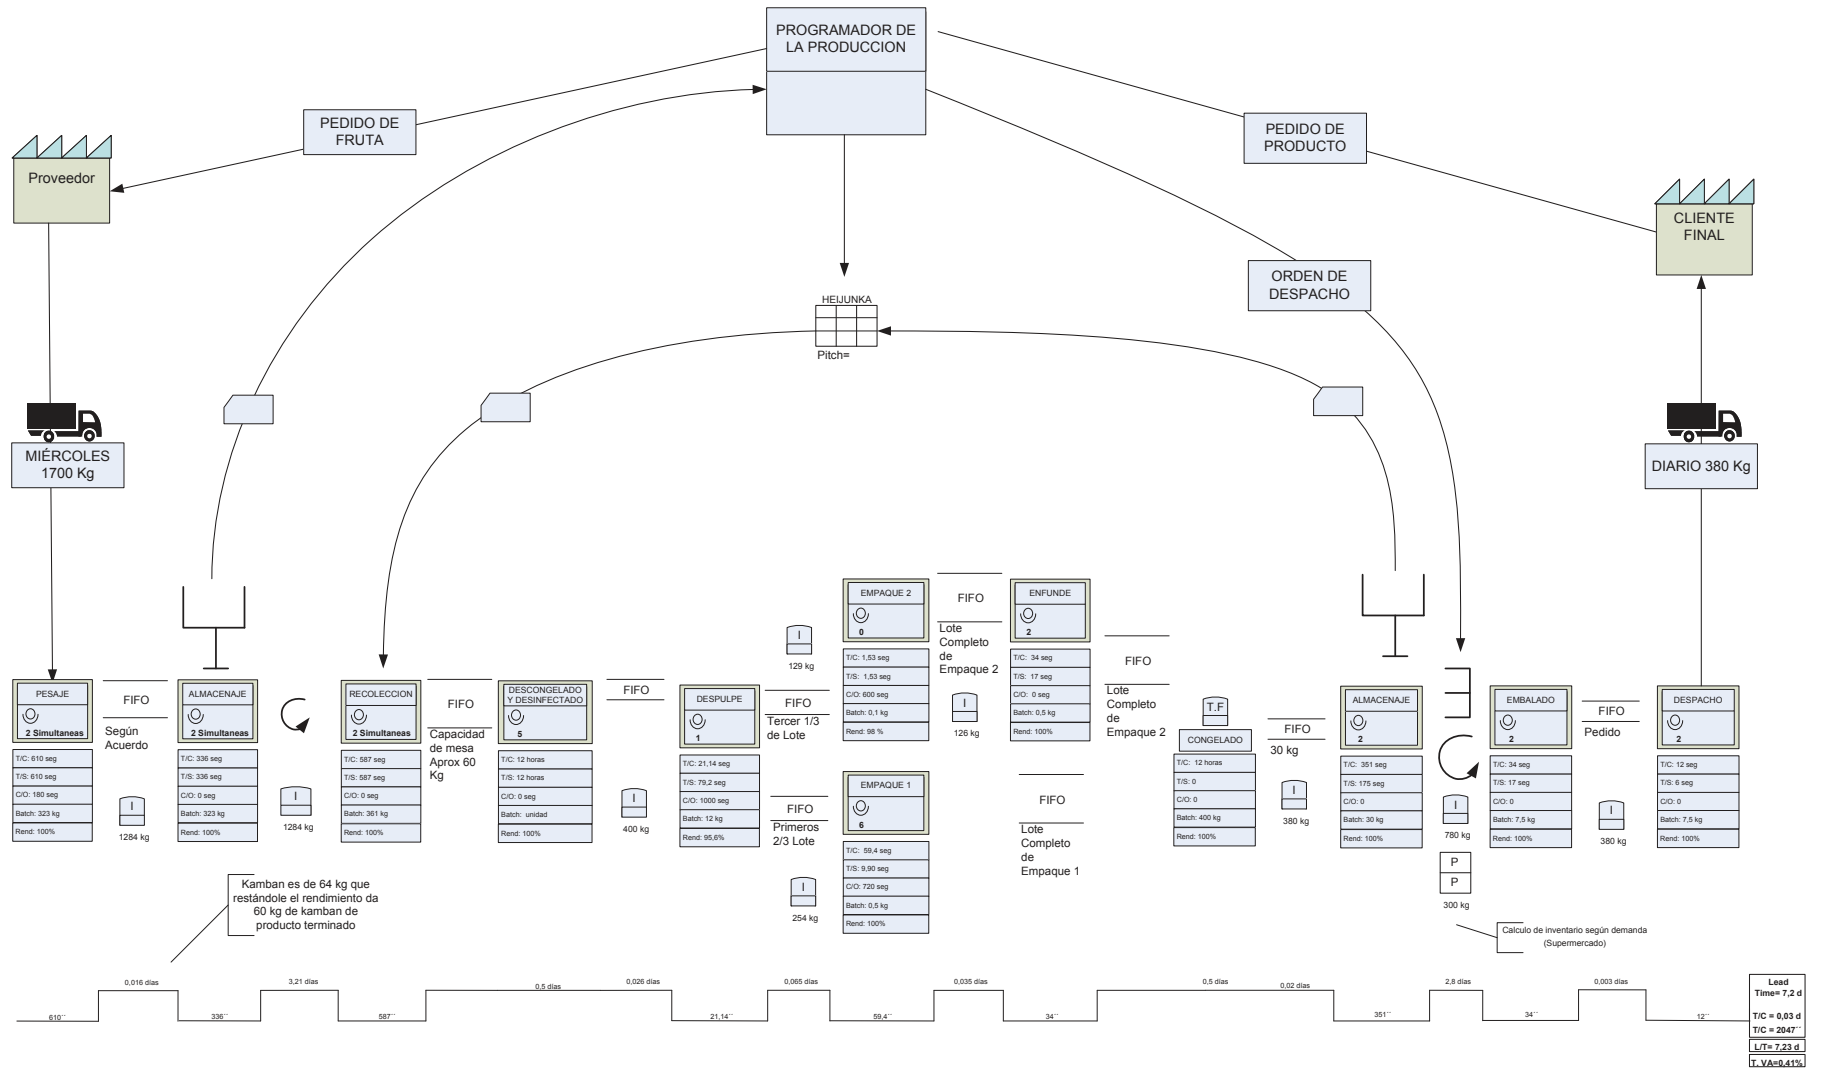 PROGRAMADOR DE
LA PRODUCCION
PEDIDO DE
FRUTA
PEDIDO DE
PRODUCTO
Proveedor
CLIENTE
FINAL
ORDEN DE
DESPACHO
HEIJUNKA
Pitch=
MIÉRCOLES
1700 Kg
DIARIO 380 Kg
PESAJE
2 Simultaneas
T/C: 610 seg
T/S: 610 seg
C/O: 180 seg
Batch: 323 kg
Rend: 100%
FIFO
Según
Acuerdo
I
1284 kg
ALMACENAJE
2 Simultaneas
T/C: 336 seg
T/S: 336 seg
C/O: 0 seg
Batch: 323 kg
Rend: 100%
I
1284 kg
RECOLECCION
2 Simultaneas
T/C: 587 seg
T/S: 587 seg
C/O: 0 seg
Batch: 361 kg
Rend: 100%
FIFO
Capacidad
de mesa
Aprox 60
Kg
DESCONGELADO
Y DESINFECTADO
5
T/C: 12 horas
T/S: 12 horas
C/O: 0 seg
Batch: unidad
Rend: 100%
FIFO
I
400 kg
DESPULPE
1
T/C: 21,14 seg
T/S: 79,2 seg
C/O: 1000 seg
Batch: 12 kg
Rend: 95,6%
I
129 kg
FIFO
Tercer 1/3
de Lote
FIFO
Primeros
2/3 Lote
I
254 kg
EMPAQUE 2
0
T/C: 1,53 seg
T/S: 1,53 seg
C/O: 600 seg
Batch: 0,1 kg
Rend: 98 %
EMPAQUE 1
6
T/C: 59,4 seg
T/S: 9,90 seg
C/O: 720 seg
Batch: 0,5 kg
Rend: 100%
FIFO
Lote
Completo
de
Empaque 2
I
126 kg
ENFUNDE
2
T/C: 34 seg
T/S: 17 seg
C/O: 0 seg
Batch: 0,5 kg
Rend: 100%
FIFO
Lote
Completo
de
Empaque 1
FIFO
Lote
Completo
de
Empaque 2
T.F
CONGELADO
T/C: 12 horas
T/S: 0
C/O: 0
Batch: 400 kg
Rend: 100%
FIFO
30 kg
I
380 kg
ALMACENAJE
2
T/C: 351 seg
T/S: 175 seg
C/O: 0
Batch: 30 kg
Rend: 100%
I
780 kg
P
P
300 kg
EMBALADO
2
T/C: 34 seg
T/S: 17 seg
C/O: 0
Batch: 7,5 kg
Rend: 100%
FIFO
Pedido
I
380 kg
DESPACHO
2
T/C: 12 seg
T/S: 6 seg
C/O: 0
Batch: 7,5 kg
Rend: 100%
Kamban es de 64 kg que
restándole el rendimiento da
60 kg de kamban de
producto terminado
Calculo de inventario según demanda
(Supermercado)
610´´
0,016 días
336´´
3,21 días
587´´
0,5 días
0,026 días
21,14´´
0,065 días
59,4´´
0,035 días
34´´
0,5 días
0,02 días
351´´
2,8 días
34´´
0,003 días
12´´
Lead
Time= 7,2 d
T/C = 0,03 d
T/C = 2047´´
L/T= 7,23 d
T. VA=0,41%